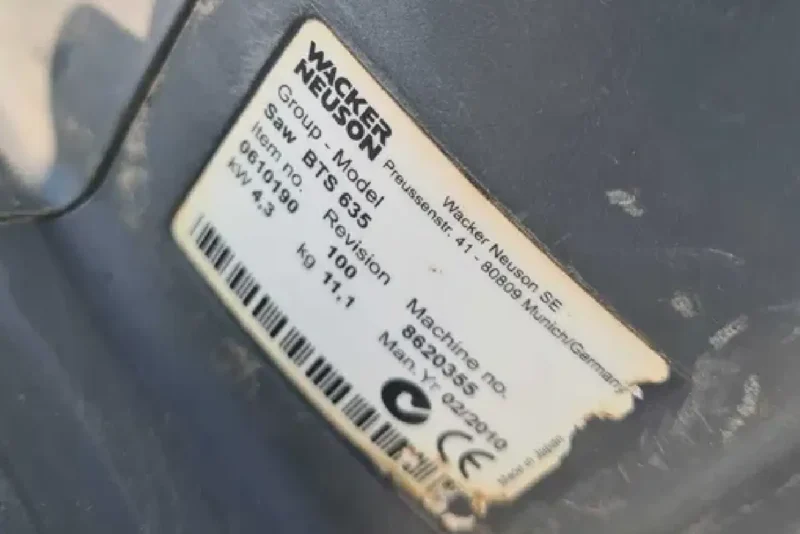 WACKER
NEUSON
Wacker Neuson SE
Preussenstr. 41 - 80809 Munich/Germany
Group - Model
Saw BTS 635
Item no. Revision Machine no.
0610190 100 8620355
kW 4,3 kg 11,1 Man. Yr 02/2010
CE
Made in Japan